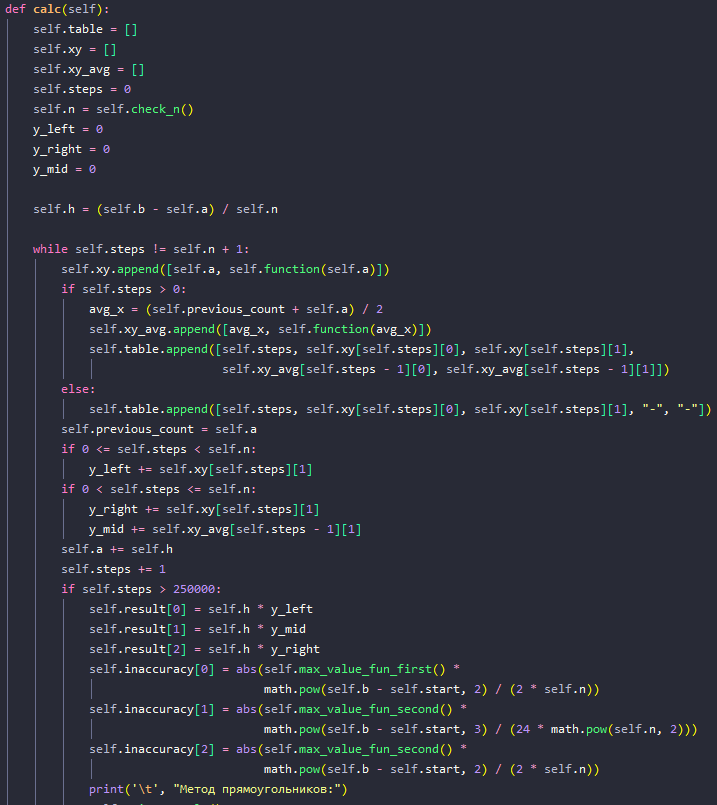 def calc(self):
    self.table = []
    self.xy = []
    self.xy_avg = []
    self.steps = 0
    self.n = self.check_n()
    y_left = 0
    y_right = 0
    y_mid = 0

    self.h = (self.b - self.a) / self.n

    while self.steps != self.n + 1:
        self.xy.append([self.a, self.function(self.a)])
        if self.steps > 0:
            avg_x = (self.previous_count + self.a) / 2
            self.xy_avg.append([avg_x, self.function(avg_x)])
            self.table.append([self.steps, self.xy[self.steps][0], self.xy[self.steps][1],
                               self.xy_avg[self.steps - 1][0], self.xy_avg[self.steps - 1][1]])
        else:
            self.table.append([self.steps, self.xy[self.steps][0], self.xy[self.steps][1], "-", "-"])
        self.previous_count = self.a
        if 0 <= self.steps < self.n:
            y_left += self.xy[self.steps][1]
        if 0 < self.steps <= self.n:
            y_right += self.xy[self.steps][1]
            y_mid += self.xy_avg[self.steps - 1][1]
        self.a += self.h
        self.steps += 1
        if self.steps > 250000:
            self.result[0] = self.h * y_left
            self.result[1] = self.h * y_mid
            self.result[2] = self.h * y_right
            self.inaccuracy[0] = abs(self.max_value_fun_first() *
                                     math.pow(self.b - self.start, 2) / (2 * self.n))
            self.inaccuracy[1] = abs(self.max_value_fun_second() *
                                     math.pow(self.b - self.start, 3) / (24 * math.pow(self.n, 2)))
            self.inaccuracy[2] = abs(self.max_value_fun_second() *
                                     math.pow(self.b - self.start, 2) / (2 * self.n))
            print('\t', "Метод прямоугольников:")